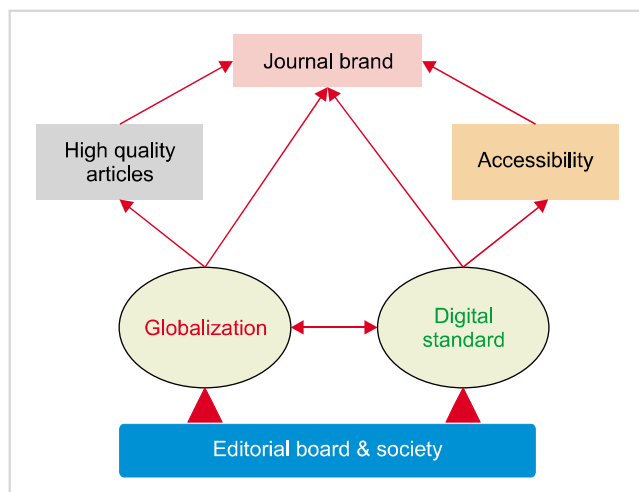 Journal brand
High quality
articles
Accessibility
Globalization
Digital
standard
Editorial board & society